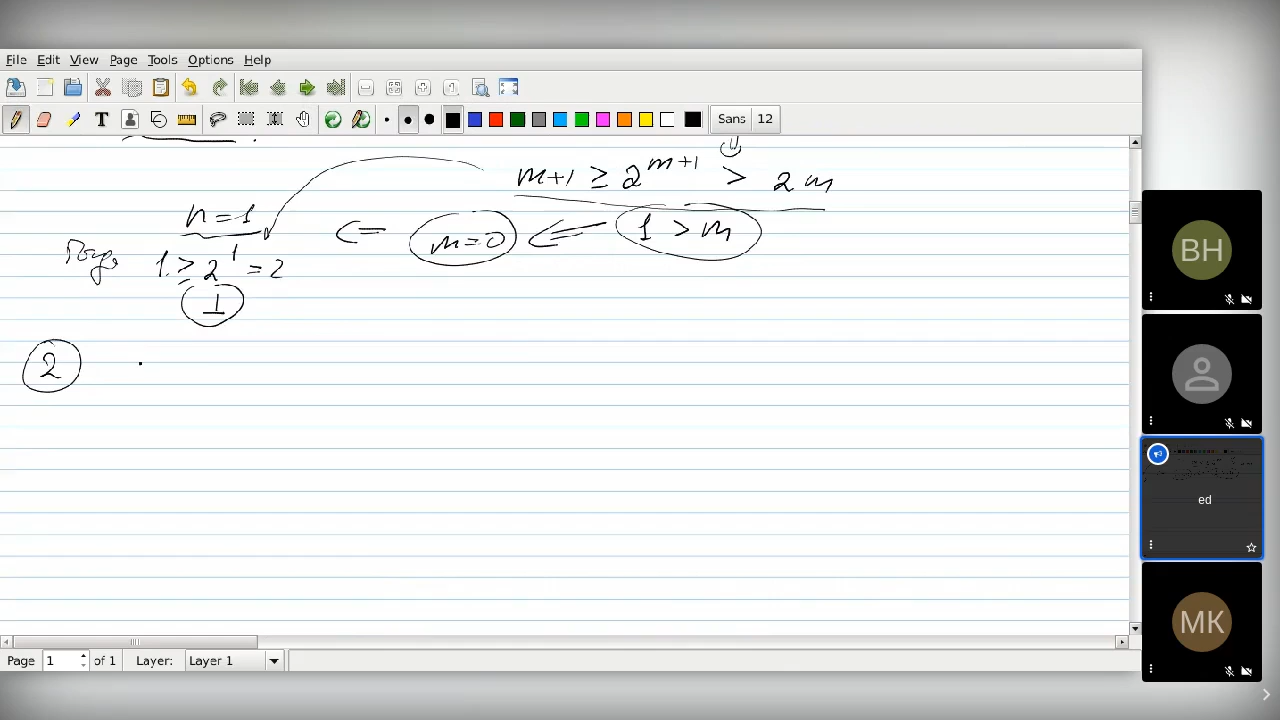 File Edit View Page Tools Options Help
Sans 12
m+1 ≥ 2^{m+1} > 2m
n=1 ⇐ m=0 ⇐ 1 > m
1 ≥ 2^1 = 2
⊥
2
Page 1 of 1 Layer: Layer 1
BH
ed
MK